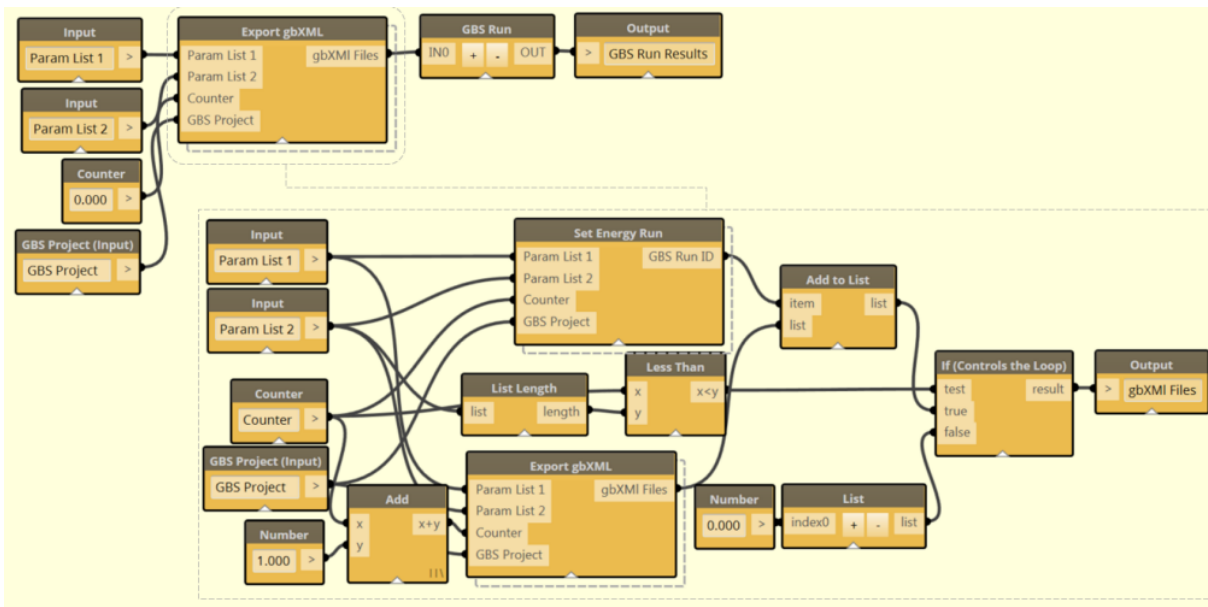 Input
Param List 1 >
Input
Param List 2 >
Counter
0.000 >
GBS Project (Input)
GBS Project >
Export gbXML
Param List 1 gbXMl Files
Param List 2
Counter
GBS Project
GBS Run
IN0 + - OUT
Output
> GBS Run Results
Input
Param List 1 >
Input
Param List 2 >
Counter
Counter >
GBS Project (Input)
GBS Project >
Number
1.000 >
Add
x x+y
y
Set Energy Run
Param List 1 GBS Run ID
Param List 2
Counter
GBS Project
List Length
list length
Less Than
x x<y
y
Export gbXML
Param List 1 gbXMl Files
Param List 2
Counter
GBS Project
Add to List
item list
list
Number
0.000 >
List
index0 + - list
If (Controls the Loop)
test result
true
false
Output
> gbXMl Files